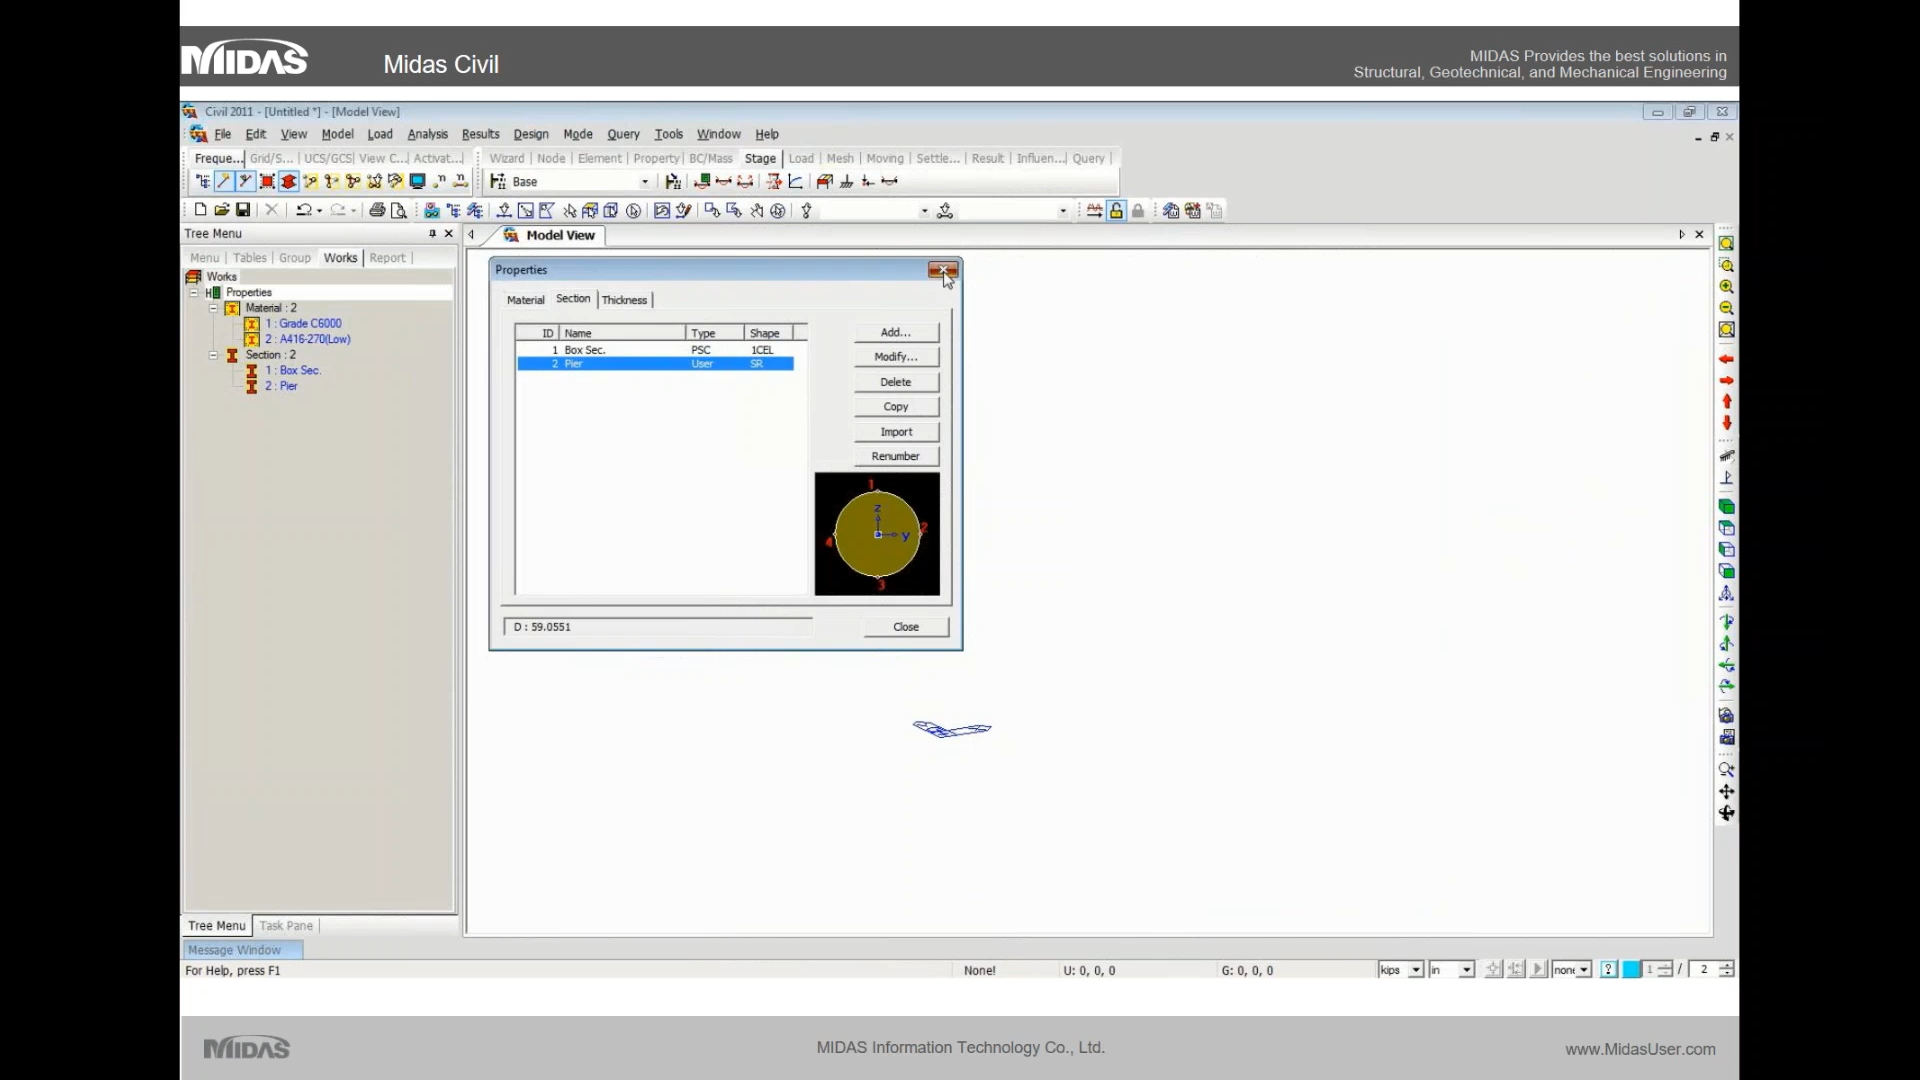 MIDAS
Midas Civil
MIDAS Provides the best solutions in
Structural, Geotechnical, and Mechanical Engineering
Civil 2011 - [Untitled *] - [Model View]
File Edit View Model Load Analysis Results Design Mode Query Tools Window Help
Freque... Grid/S... UCS/GCS View C... Activat... Wizard Node Element Property BC/Mass Stage Load Mesh Moving Settle... Result Influen... Query
Base
Tree Menu
Model View
Menu Tables Group Works Report
Works
Properties
Material : 2
1 : Grade C6000
2 : A416-270(Low)
Section : 2
1 : Box Sec.
2 : Pier
Properties
Material Section Thickness
ID Name Type Shape
1 Box Sec. PSC 1CEL
2 Pier User SR
Add...
Modify...
Delete
Copy
Import
Renumber
1
z
2
y
4
3
D : 59.0551
Close
Tree Menu Task Pane
Message Window
For Help, press F1
None!
U: 0, 0, 0
G: 0, 0, 0
kips in none ? 1 / 2
MIDAS
MIDAS Information Technology Co., Ltd.
www.MidasUser.com